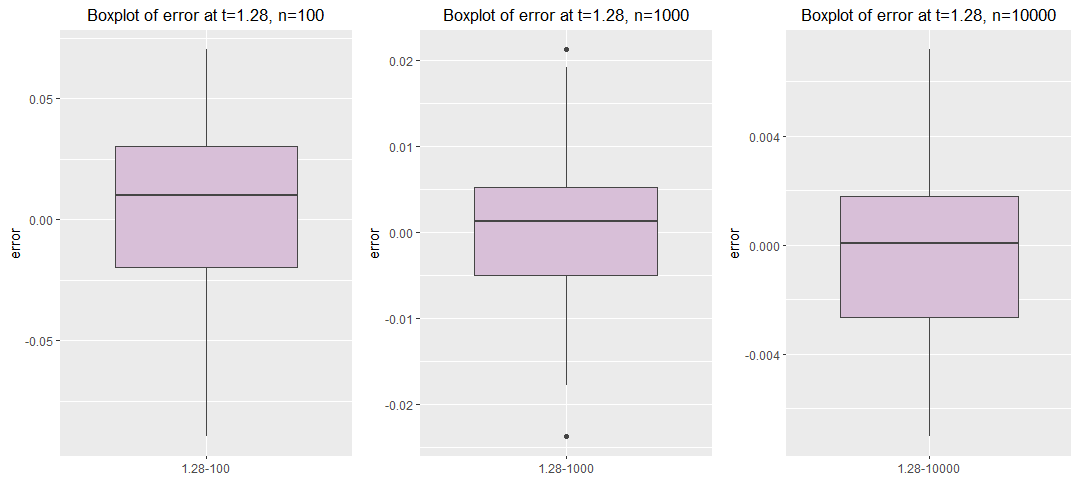 Boxplot of error at t=1.28, n=100
0.05
0.00
-0.05
error
1.28-100
Boxplot of error at t=1.28, n=1000
0.02
0.01
0.00
-0.01
-0.02
error
1.28-1000
Boxplot of error at t=1.28, n=10000
0.004
0.000
-0.004
error
1.28-10000